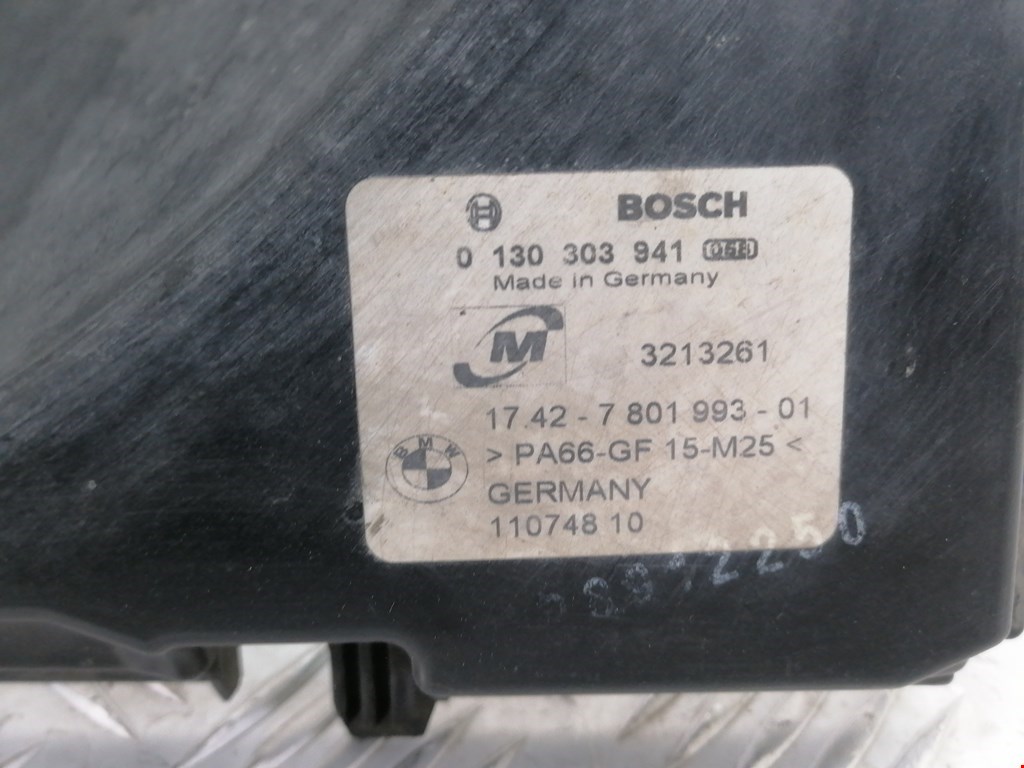 BOSCH
0 130 303 941
Made in Germany
M
3213261
17.42 - 7 801 993 - 01
BMW
> PA66-GF 15-M25 <
GERMANY
110748 10